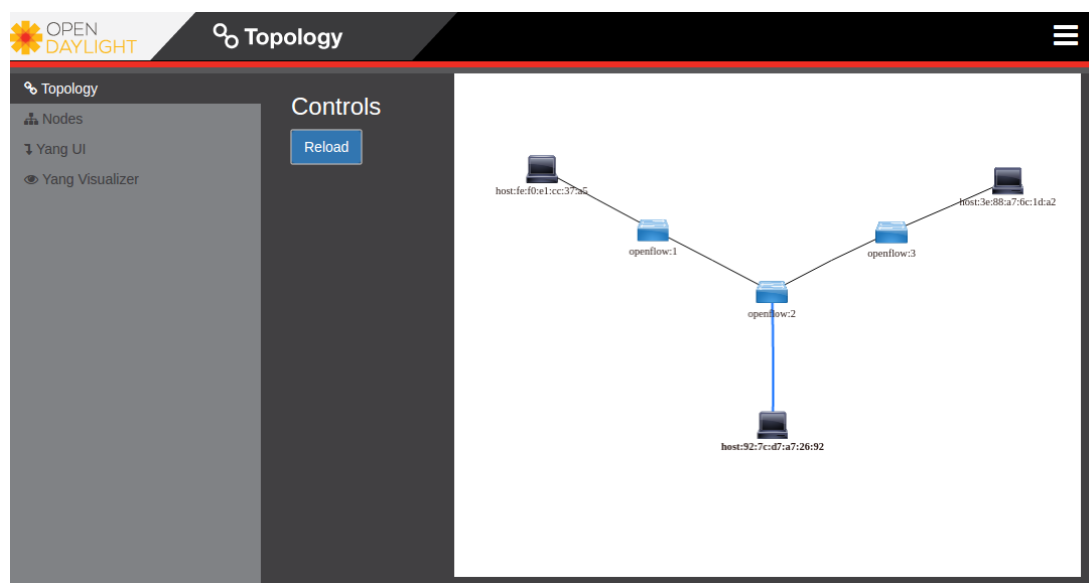 OPEN
DAYLIGHT
Topology
Topology
Nodes
Yang UI
Yang Visualizer
Controls
Reload
host:fe:f0:e1:cc:37:a5
host:3e:88:a7:6c:1d:a2
openflow:1
openflow:3
openflow:2
host:92:7c:d7:a7:26:92